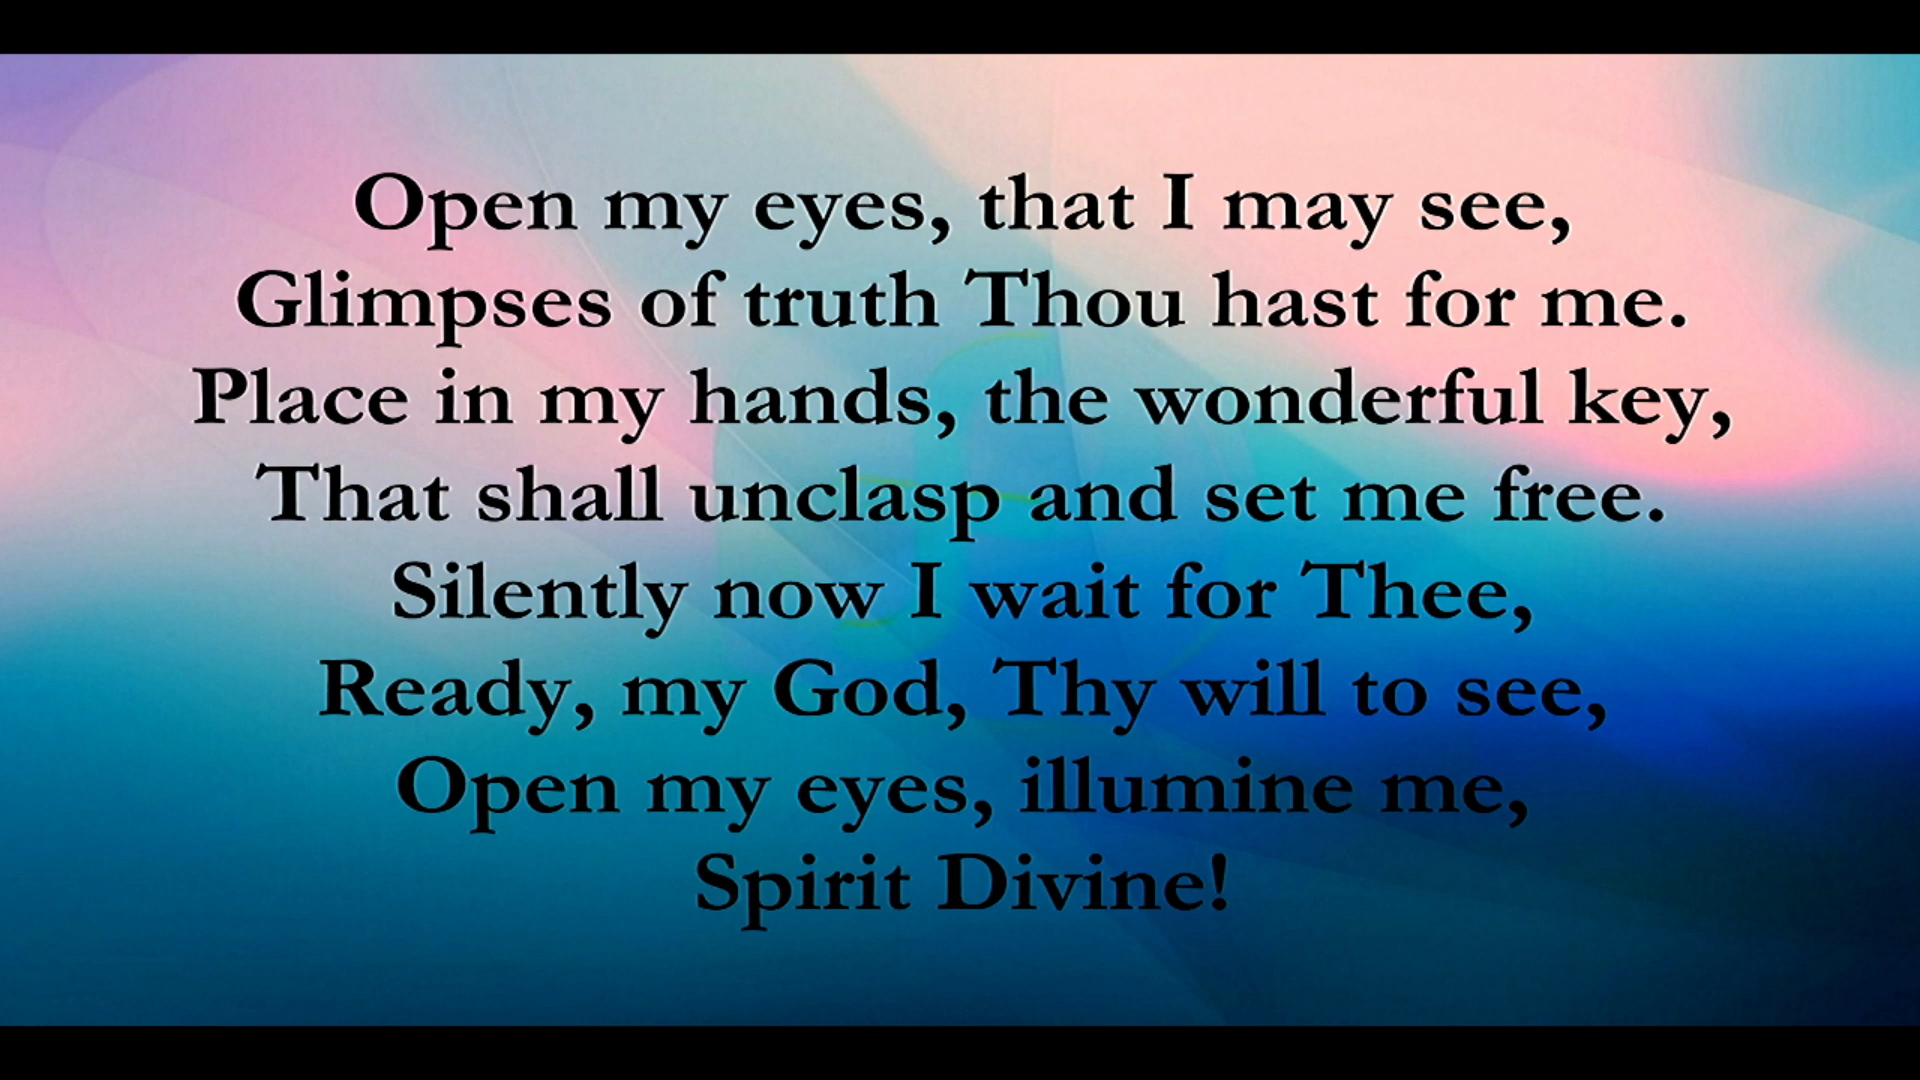 Open my eyes, that I may see,
Glimpses of truth Thou hast for me.
Place in my hands, the wonderful key,
That shall unclasp and set me free.
Silently now I wait for Thee,
Ready, my God, Thy will to see,
Open my eyes, illumine me,
Spirit Divine!